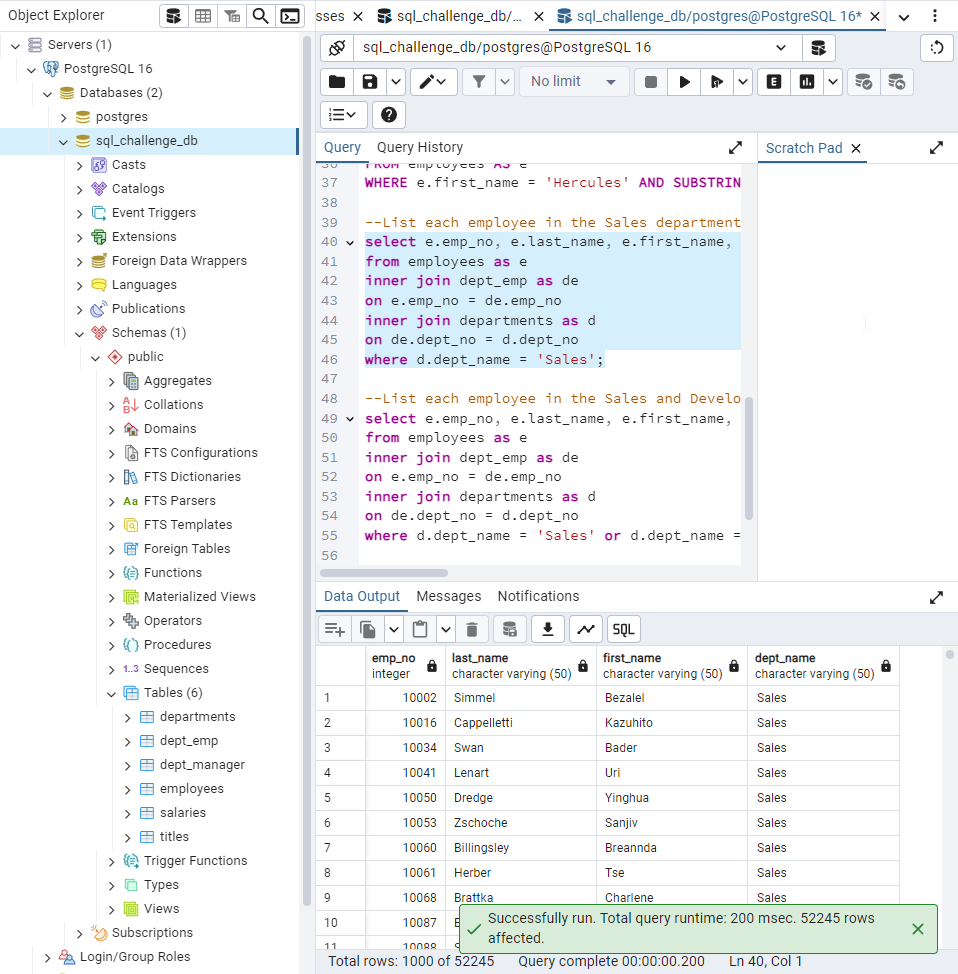 Object Explorer
Servers (1)
PostgreSQL 16
Databases (2)
postgres
sql_challenge_db
Casts
Catalogs
Event Triggers
Extensions
Foreign Data Wrappers
Languages
Publications
Schemas (1)
public
Aggregates
Collations
Domains
FTS Configurations
FTS Dictionaries
Aa FTS Parsers
FTS Templates
Foreign Tables
Functions
Materialized Views
Operators
Procedures
1..3 Sequences
Tables (6)
departments
dept_emp
dept_manager
employees
salaries
titles
Trigger Functions
Types
Views
Subscriptions
Login/Group Roles
sses
sql_challenge_db/...
sql_challenge_db/postgres@PostgreSQL 16*
sql_challenge_db/postgres@PostgreSQL 16
No limit
E
Query
Query History
Scratch Pad
36 FROM employees AS e
37 WHERE e.first_name = 'Hercules' AND SUBSTRIN
38
39 --List each employee in the Sales department
40 select e.emp_no, e.last_name, e.first_name,
41 from employees as e
42 inner join dept_emp as de
43 on e.emp_no = de.emp_no
44 inner join departments as d
45 on de.dept_no = d.dept_no
46 where d.dept_name = 'Sales';
47
48 --List each employee in the Sales and Develo
49 select e.emp_no, e.last_name, e.first_name,
50 from employees as e
51 inner join dept_emp as de
52 on e.emp_no = de.emp_no
53 inner join departments as d
54 on de.dept_no = d.dept_no
55 where d.dept_name = 'Sales' or d.dept_name =
56
Data Output
Messages
Notifications
SQL
emp_no last_name first_name dept_name
integer character varying (50) character varying (50) character varying (50)
1 10002 Simmel Bezalel Sales
2 10016 Cappelletti Kazuhito Sales
3 10034 Swan Bader Sales
4 10041 Lenart Uri Sales
5 10050 Dredge Yinghua Sales
6 10053 Zschoche Sanjiv Sales
7 10060 Billingsley Breannda Sales
8 10061 Herber Tse Sales
9 10068 Brattka Charlene Sales
10 10087
11 10088
Successfully run. Total query runtime: 200 msec. 52245 rows
affected.
Total rows: 1000 of 52245 Query complete 00:00:00.200 Ln 40, Col 1